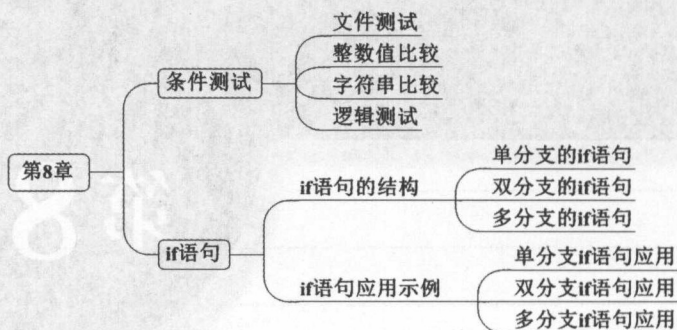 文件测试
整数值比较
条件测试
字符串比较
逻辑测试
第8章
单分支的if语句
if语句的结构
双分支的if语句
多分支的if语句
if语句
单分支if语句应用
if语句应用示例
双分支if语句应用
多分支if语句应用